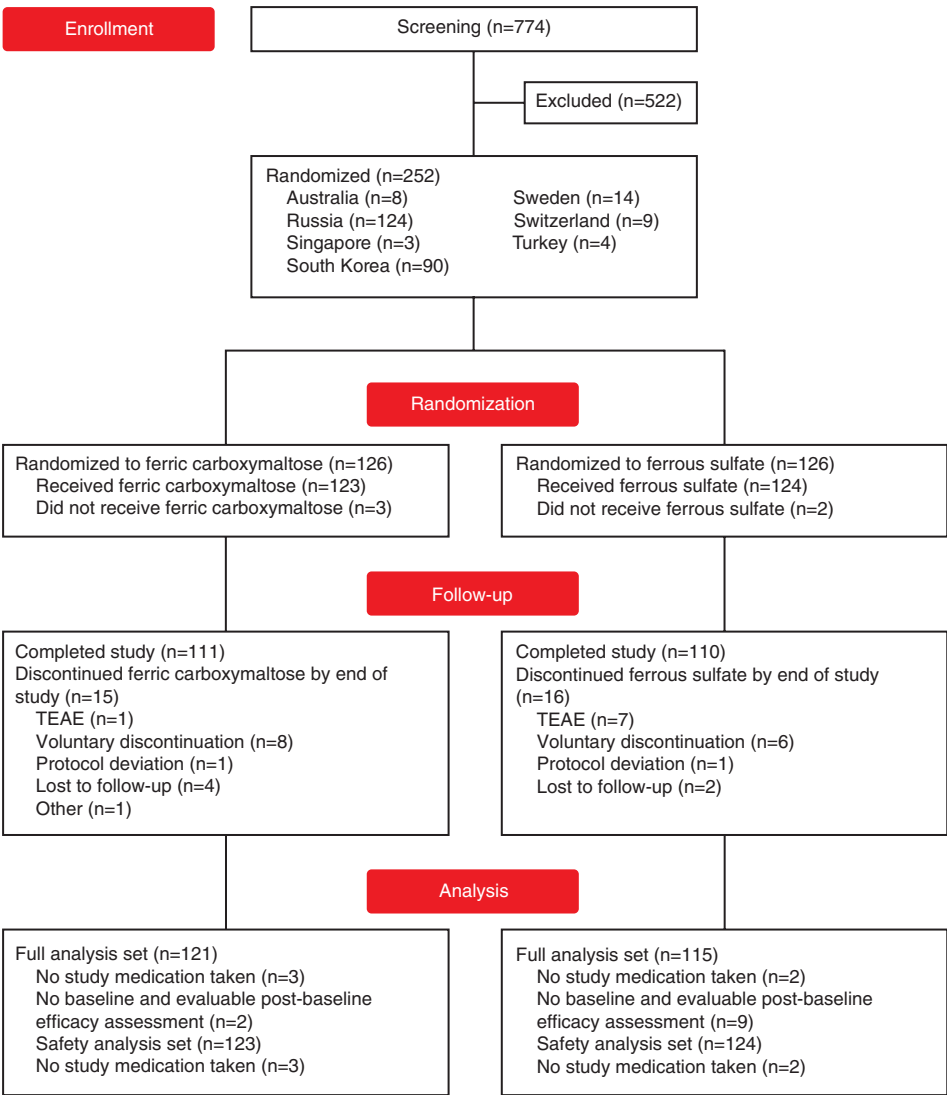 Enrollment
Screening (n=774)
Excluded (n=522)
Randomized (n=252)
Australia (n=8)
Russia (n=124)
Singapore (n=3)
South Korea (n=90)
Sweden (n=14)
Switzerland (n=9)
Turkey (n=4)
Randomization
Randomized to ferric carboxymaltose (n=126)
Received ferric carboxymaltose (n=123)
Did not receive ferric carboxymaltose (n=3)
Randomized to ferrous sulfate (n=126)
Received ferrous sulfate (n=124)
Did not receive ferrous sulfate (n=2)
Follow-up
Completed study (n=111)
Discontinued ferric carboxymaltose by end of
study (n=15)
TEAE (n=1)
Voluntary discontinuation (n=8)
Protocol deviation (n=1)
Lost to follow-up (n=4)
Other (n=1)
Completed study (n=110)
Discontinued ferrous sulfate by end of study
(n=16)
TEAE (n=7)
Voluntary discontinuation (n=6)
Protocol deviation (n=1)
Lost to follow-up (n=2)
Analysis
Full analysis set (n=121)
No study medication taken (n=3)
No baseline and evaluable post-baseline
efficacy assessment (n=2)
Safety analysis set (n=123)
No study medication taken (n=3)
Full analysis set (n=115)
No study medication taken (n=2)
No baseline and evaluable post-baseline
efficacy assessment (n=9)
Safety analysis set (n=124)
No study medication taken (n=2)